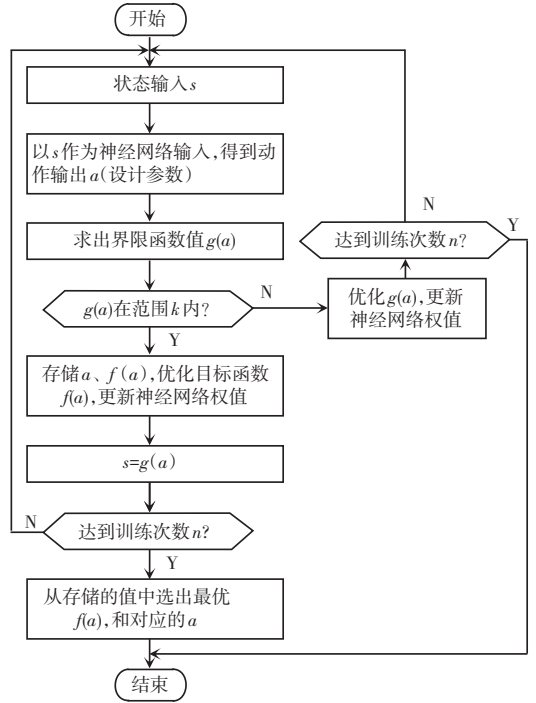 开始
状态输入s
以s作为神经网络输入,得到动
作输出a(设计参数)
求出界限函数值g(a)
g(a)在范围k内?
N
优化g(a),更新
神经网络权值
达到训练次数n?
N
Y
Y
存储a、f(a),优化目标函数
f(a),更新神经网络权值
s=g(a)
N
达到训练次数n?
Y
从存储的值中选出最优
f(a),和对应的a
结束